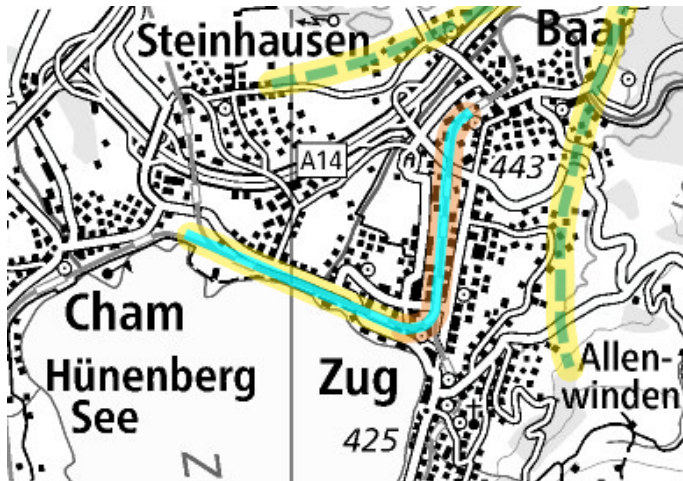 Steinhausen
Baar
A14
443
Cham
Hünenberg
See
Zug
Allen-
winden
425
Z